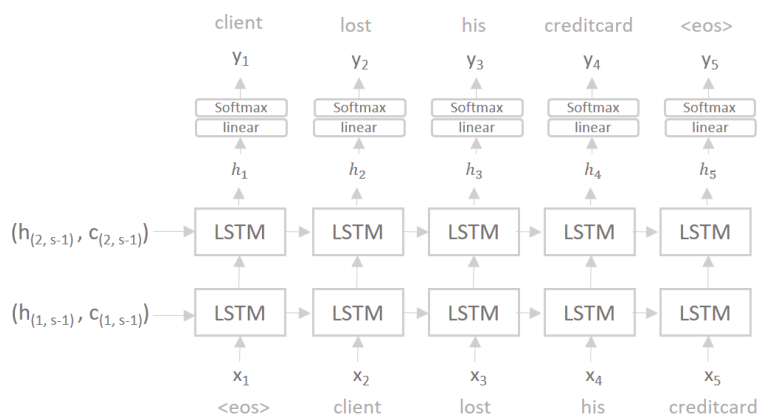 client lost his creditcard <eos>
y₁ y₂ y₃ y₄ y₅
Softmax Softmax Softmax Softmax Softmax
linear linear linear linear linear
h₁ h₂ h₃ h₄ h₅
(h₍₂, ₛ₋₁₎ , c₍₂, ₛ₋₁₎) LSTM LSTM LSTM LSTM LSTM
(h₍₁, ₛ₋₁₎ , c₍₁, ₛ₋₁₎) LSTM LSTM LSTM LSTM LSTM
x₁ x₂ x₃ x₄ x₅
<eos> client lost his creditcard